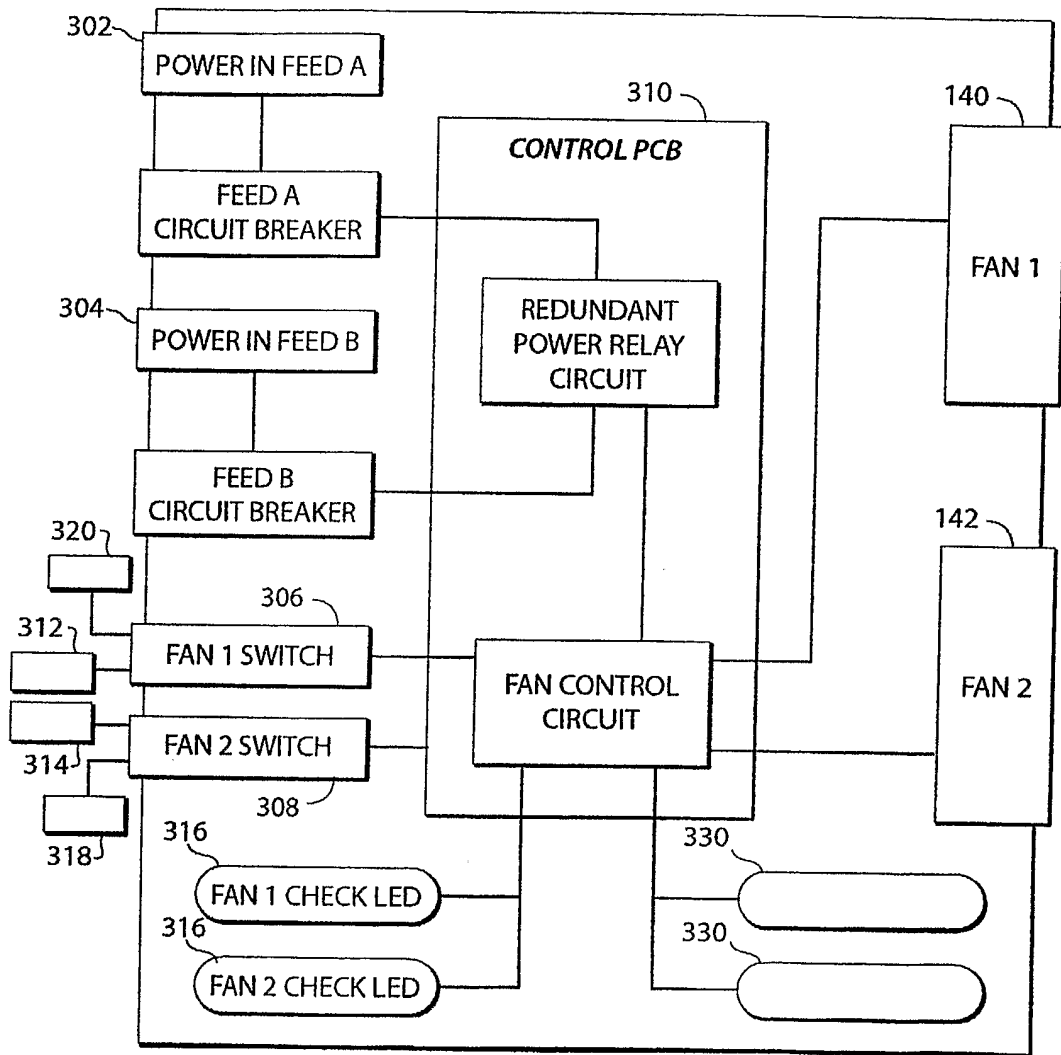 302
POWER IN FEED A
310
140
CONTROL PCB
FEED A
CIRCUIT BREAKER
FAN 1
304
POWER IN FEED B
REDUNDANT
POWER RELAY
CIRCUIT
FEED B
CIRCUIT BREAKER
320
142
306
312
FAN 1 SWITCH
FAN CONTROL
CIRCUIT
FAN 2
314
FAN 2 SWITCH
308
318
316
FAN 1 CHECK LED
330
316
FAN 2 CHECK LED
330